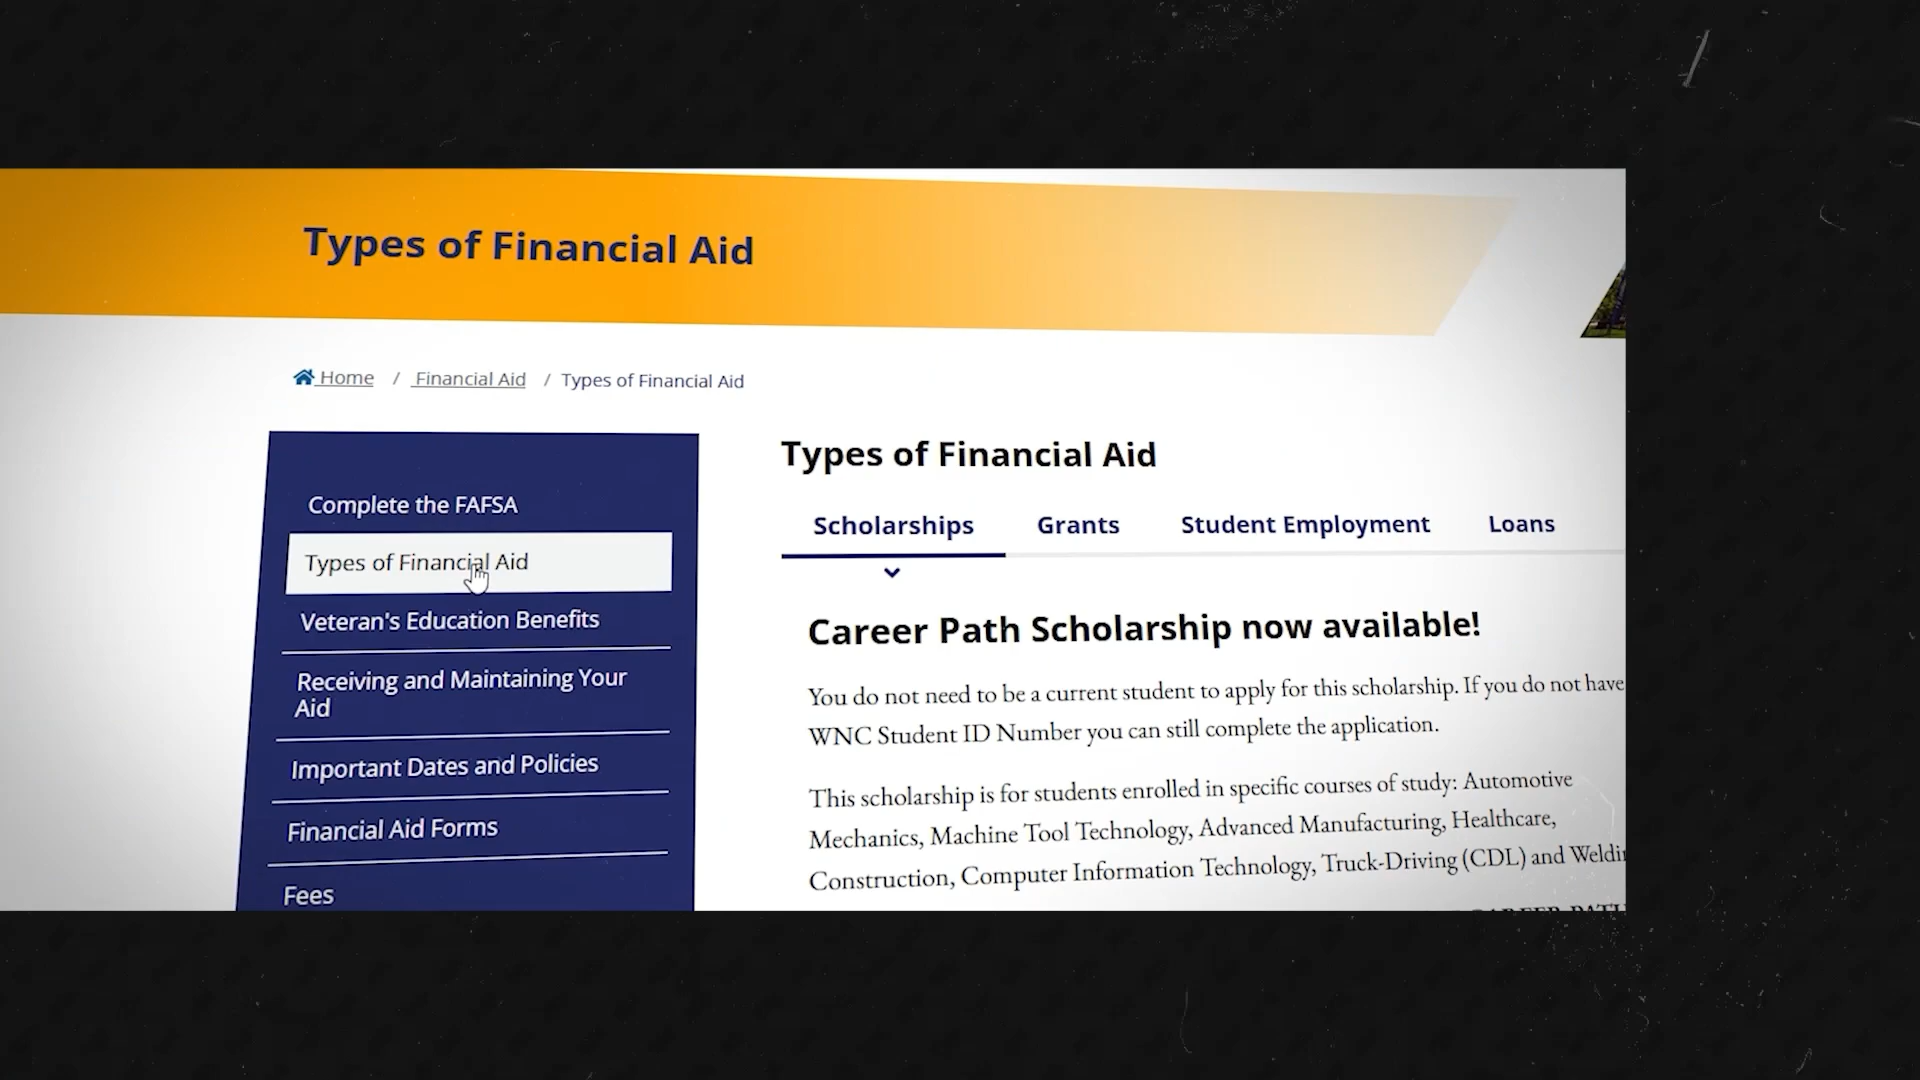 Types of Financial Aid
Home / Financial Aid / Types of Financial Aid
Complete the FAFSA
Types of Financial Aid
Veteran's Education Benefits
Receiving and Maintaining Your
Aid
Important Dates and Policies
Financial Aid Forms
Fees
Types of Financial Aid
Scholarships Grants Student Employment Loans
Career Path Scholarship now available!
You do not need to be a current student to apply for this scholarship. If you do not have
WNC Student ID Number you can still complete the application.
This scholarship is for students enrolled in specific courses of study: Automotive
Mechanics, Machine Tool Technology, Advanced Manufacturing, Healthcare,
Construction, Computer Information Technology, Truck-Driving (CDL) and